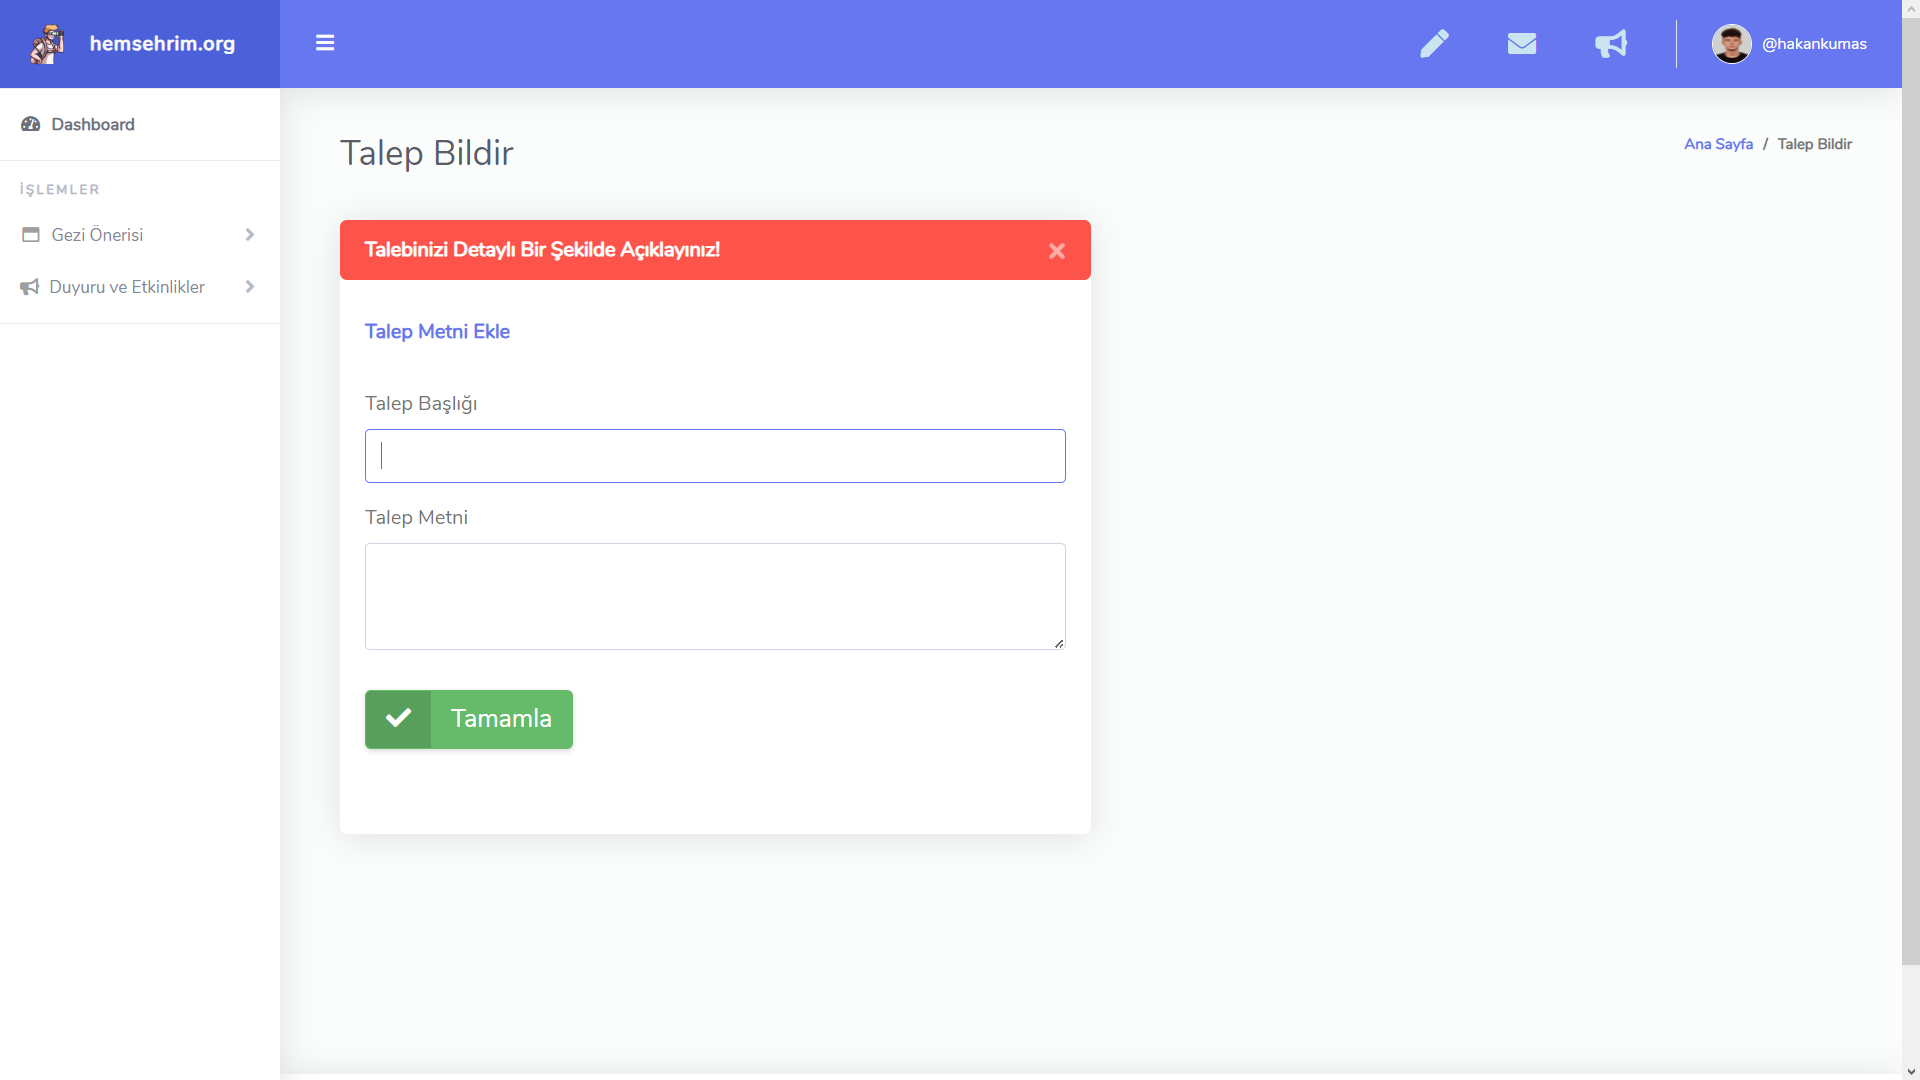 hemsehrim.org
@hakankumas
Dashboard
İŞLEMLER
Gezi Önerisi
Duyuru ve Etkinlikler
Talep Bildir
Ana Sayfa / Talep Bildir
Talebinizi Detaylı Bir Şekilde Açıklayınız!
Talep Metni Ekle
Talep Başlığı
Talep Metni
Tamamla